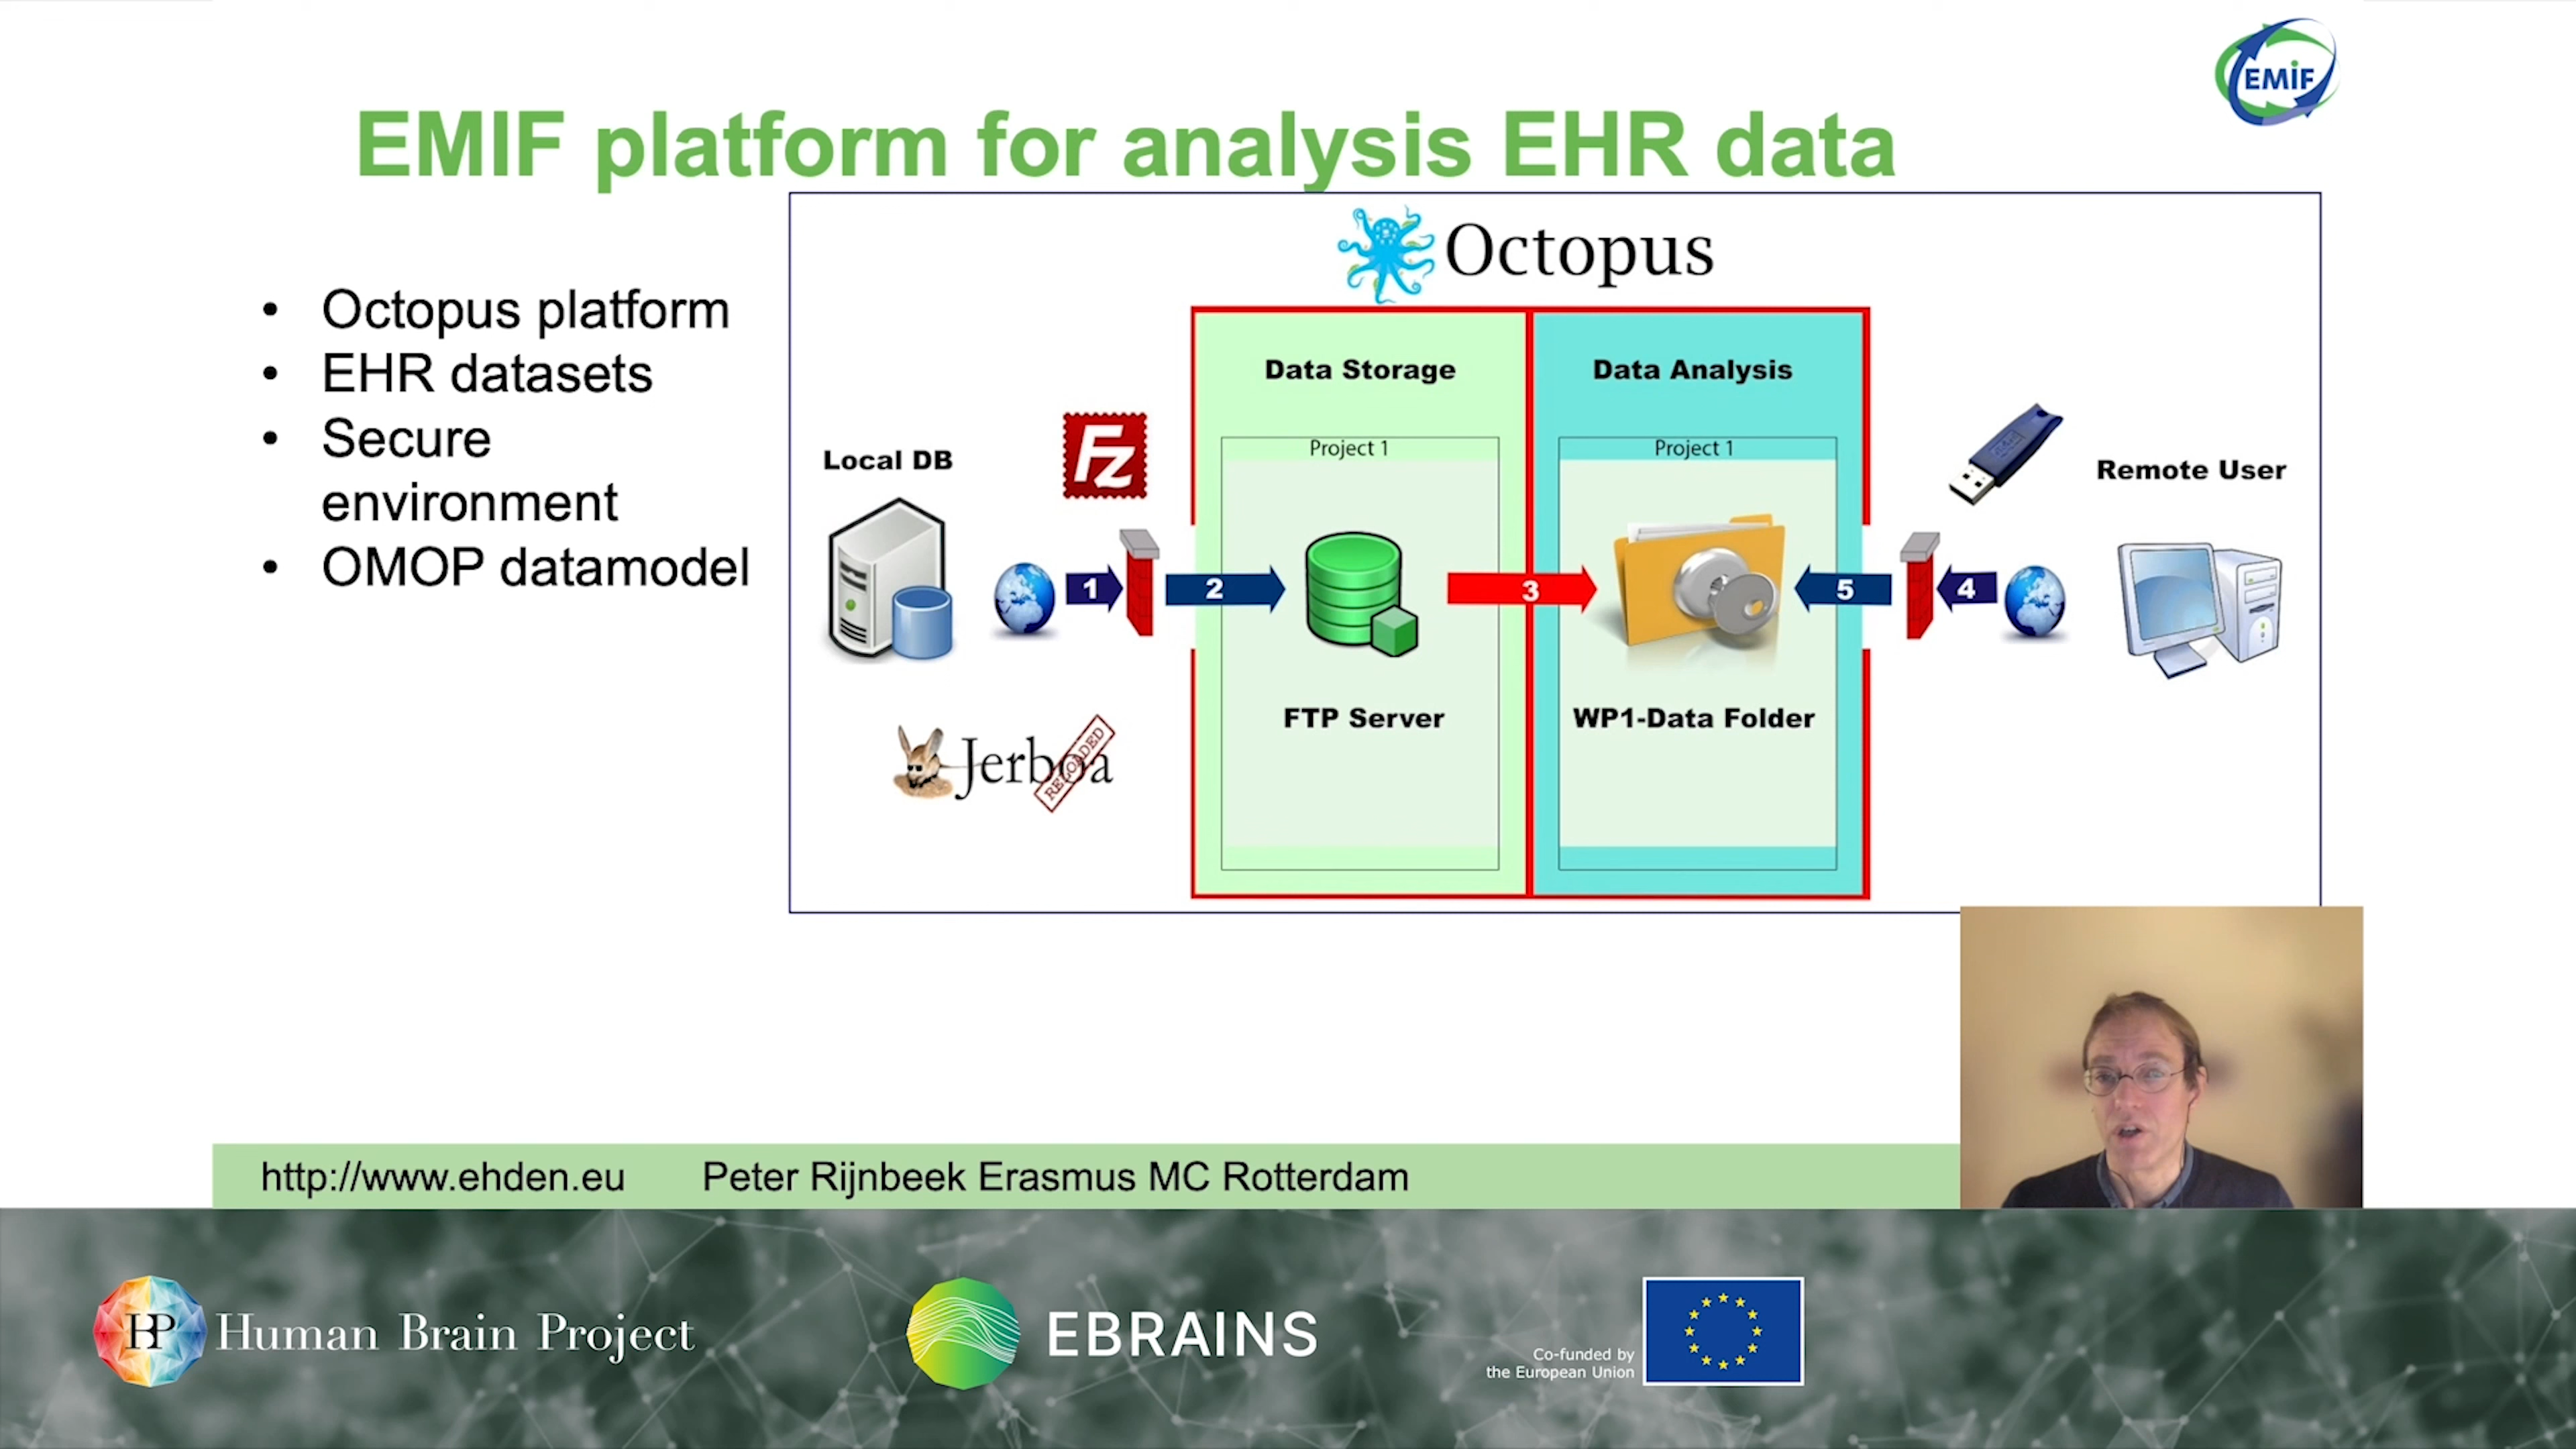 EMiF
EMIF platform for analysis EHR data
• Octopus platform
• EHR datasets
• Secure
environment
• OMOP datamodel
Octopus
Data Storage
Data Analysis
Project 1
Project 1
Local DB
Fz
Remote User
1
2
3
5
4
FTP Server
WP1-Data Folder
Jerboa
RELOADED
http://www.ehden.eu
Peter Rijnbeek Erasmus MC Rotterdam
HBP Human Brain Project
EBRAINS
Co-funded by
the European Union